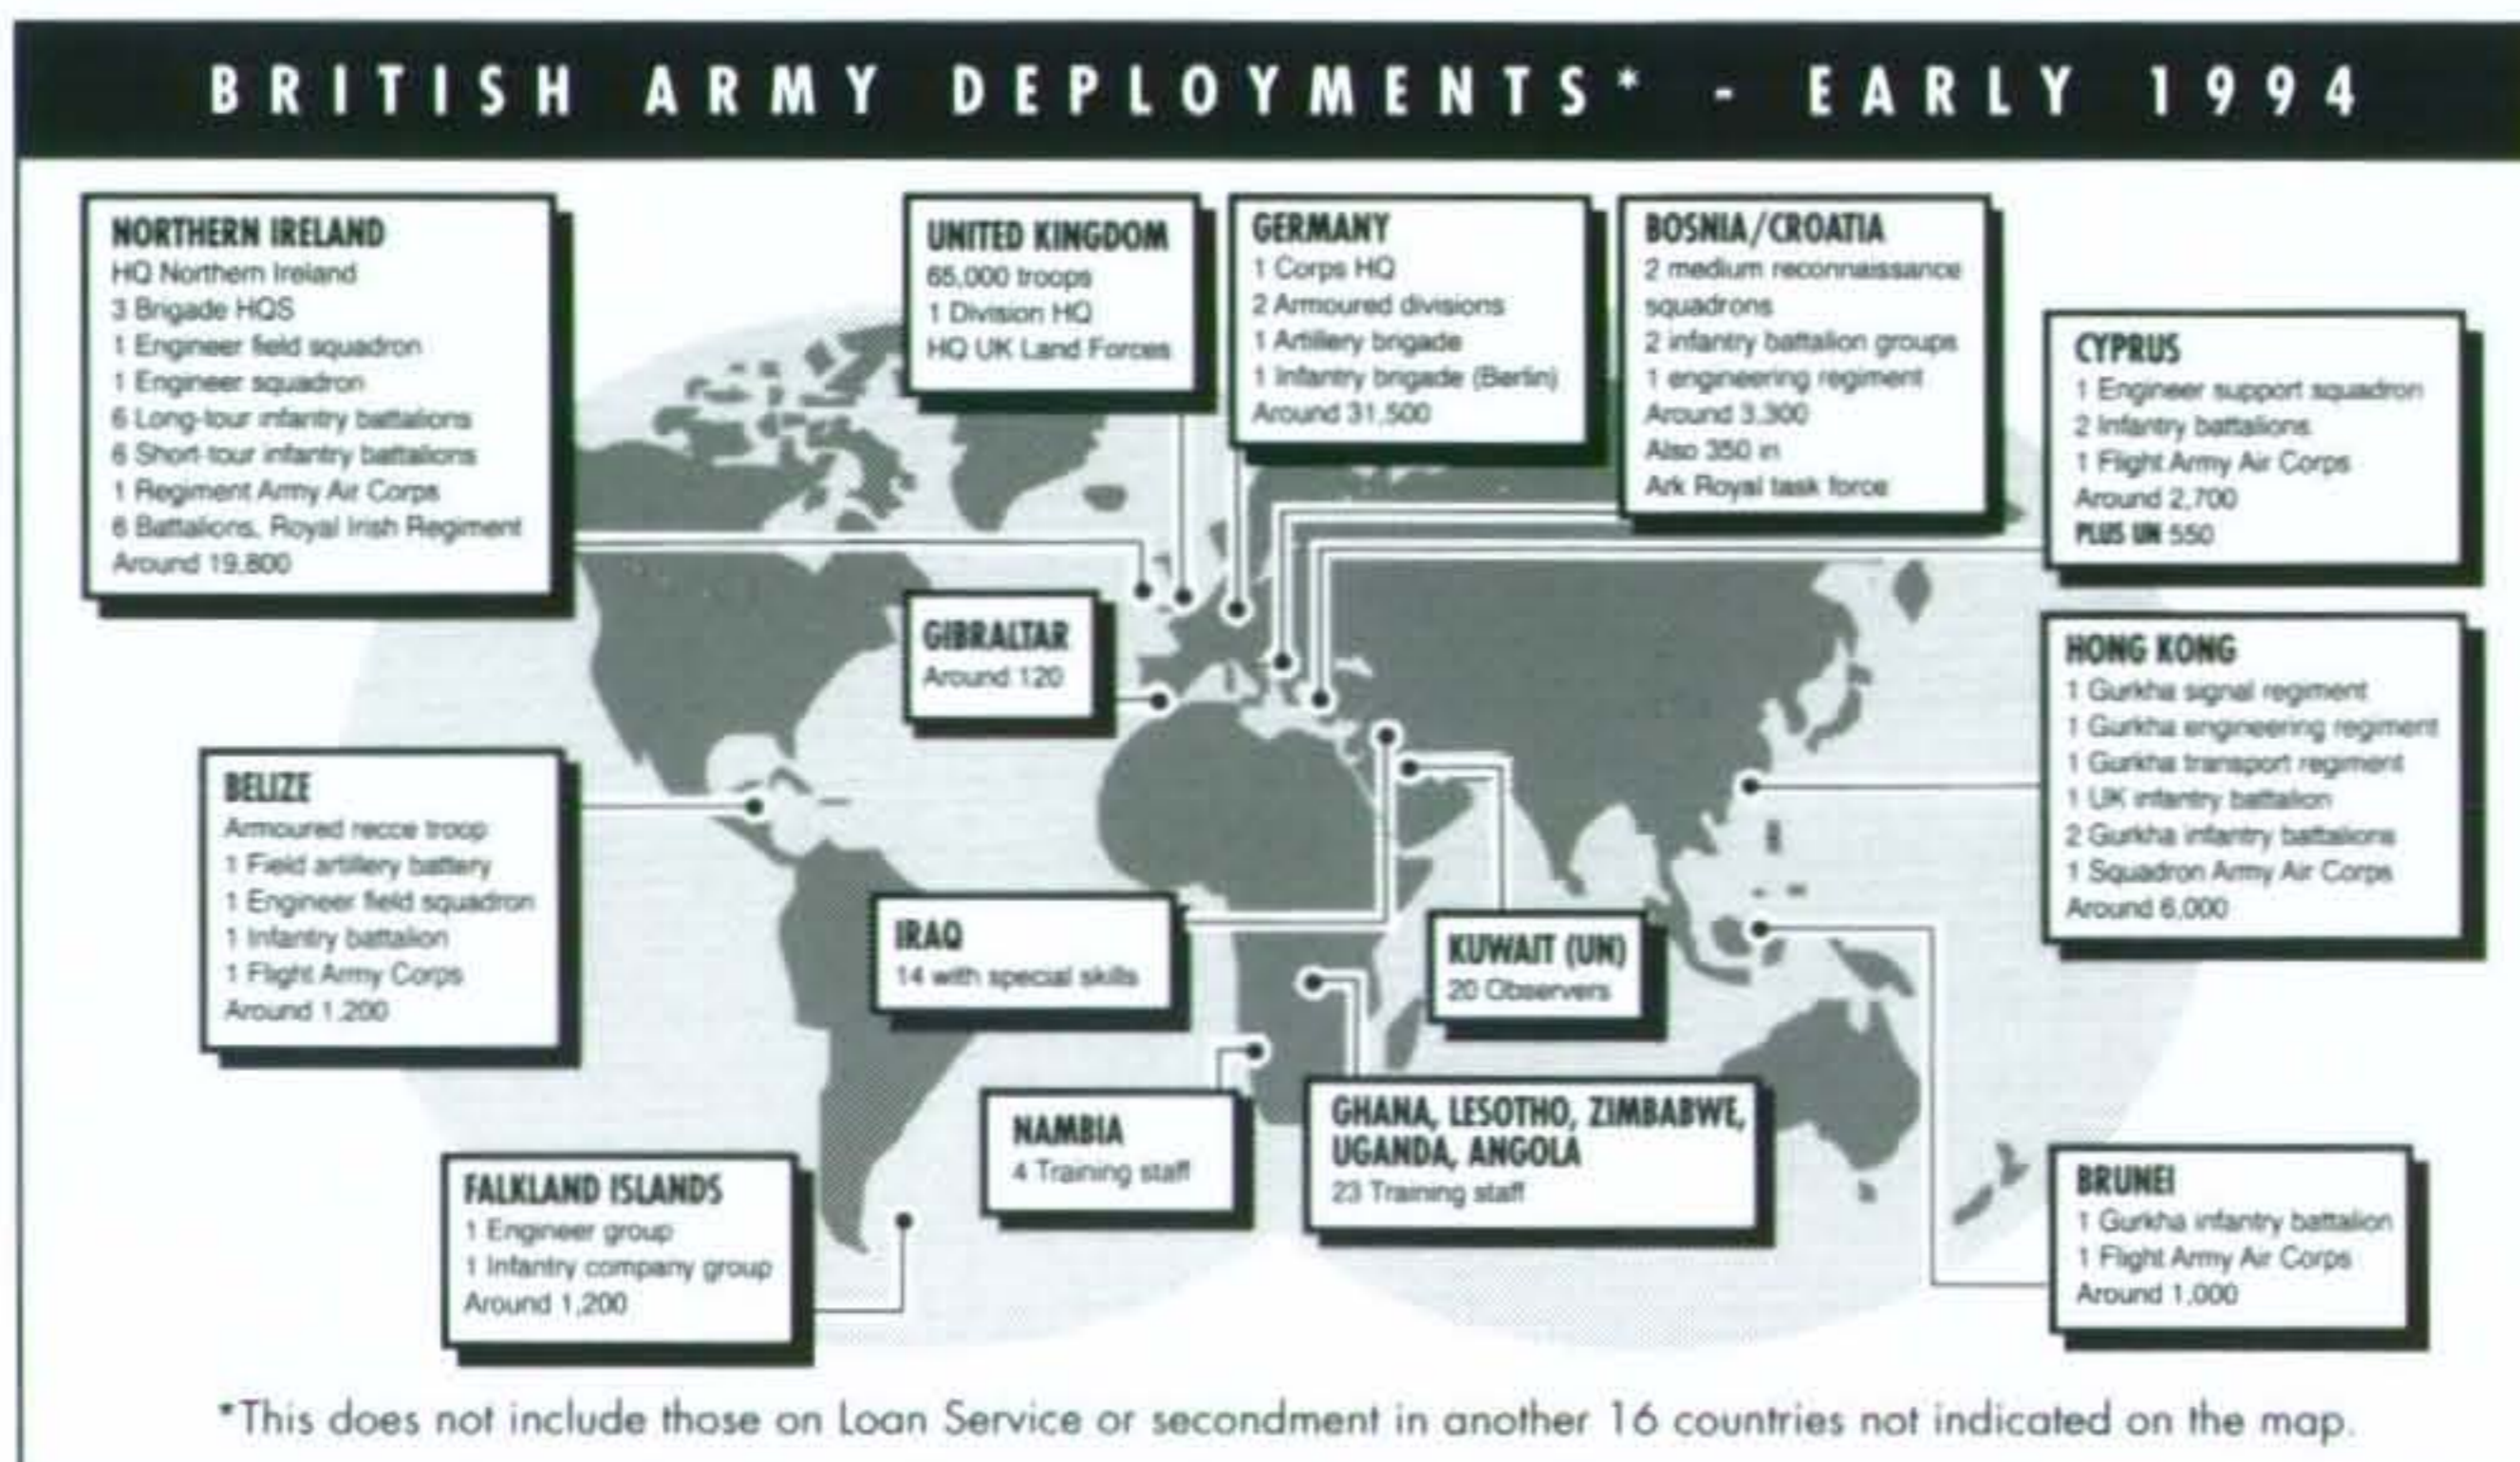 BRITISH ARMY DEPLOYMENTS* - EARLY 1994
NORTHERN IRELAND
HQ Northern Ireland
3 Brigade HQS
1 Engineer field squadron
1 Engineer squadron
6 Long-tour infantry battalions
6 Short-tour infantry battalions
1 Regiment Army Air Corps
6 Battalions, Royal Irish Regiment
Around 19,800
UNITED KINGDOM
65,000 troops
1 Division HQ
HQ UK Land Forces
GERMANY
1 Corps HQ
2 Armoured divisions
1 Artillery brigade
1 Infantry brigade (Berlin)
Around 31,500
BOSNIA/CROATIA
2 medium reconnaissance
squadrons
2 infantry battalion groups
1 engineering regiment
Around 3,300
Also 350 in
Ark Royal task force
CYPRUS
1 Engineer support squadron
2 Infantry battalions
1 Flight Army Air Corps
Around 2,700
PLUS UN 550
GIBRALTAR
Around 120
HONG KONG
1 Gurkha signal regiment
1 Gurkha engineering regiment
1 Gurkha transport regiment
1 UK infantry battalion
2 Gurkha infantry battalions
1 Squadron Army Air Corps
Around 6,000
BELIZE
Armoured recce troop
1 Field artillery battery
1 Engineer field squadron
1 Infantry battalion
1 Flight Army Corps
Around 1,200
IRAQ
14 with special skills
KUWAIT (UN)
20 Observers
NAMBIA
4 Training staff
GHANA, LESOTHO, ZIMBABWE,
UGANDA, ANGOLA
23 Training staff
FALKLAND ISLANDS
1 Engineer group
1 Infantry company group
Around 1,200
BRUNEI
1 Gurkha infantry battalion
1 Flight Army Air Corps
Around 1,000
*This does not include those on Loan Service or secondment in another 16 countries not indicated on the map.